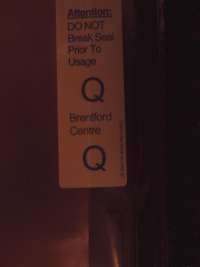 Attention:
DO NOT
Break Seal
Prior To
Usage
Q
Brentford
Centre
Q